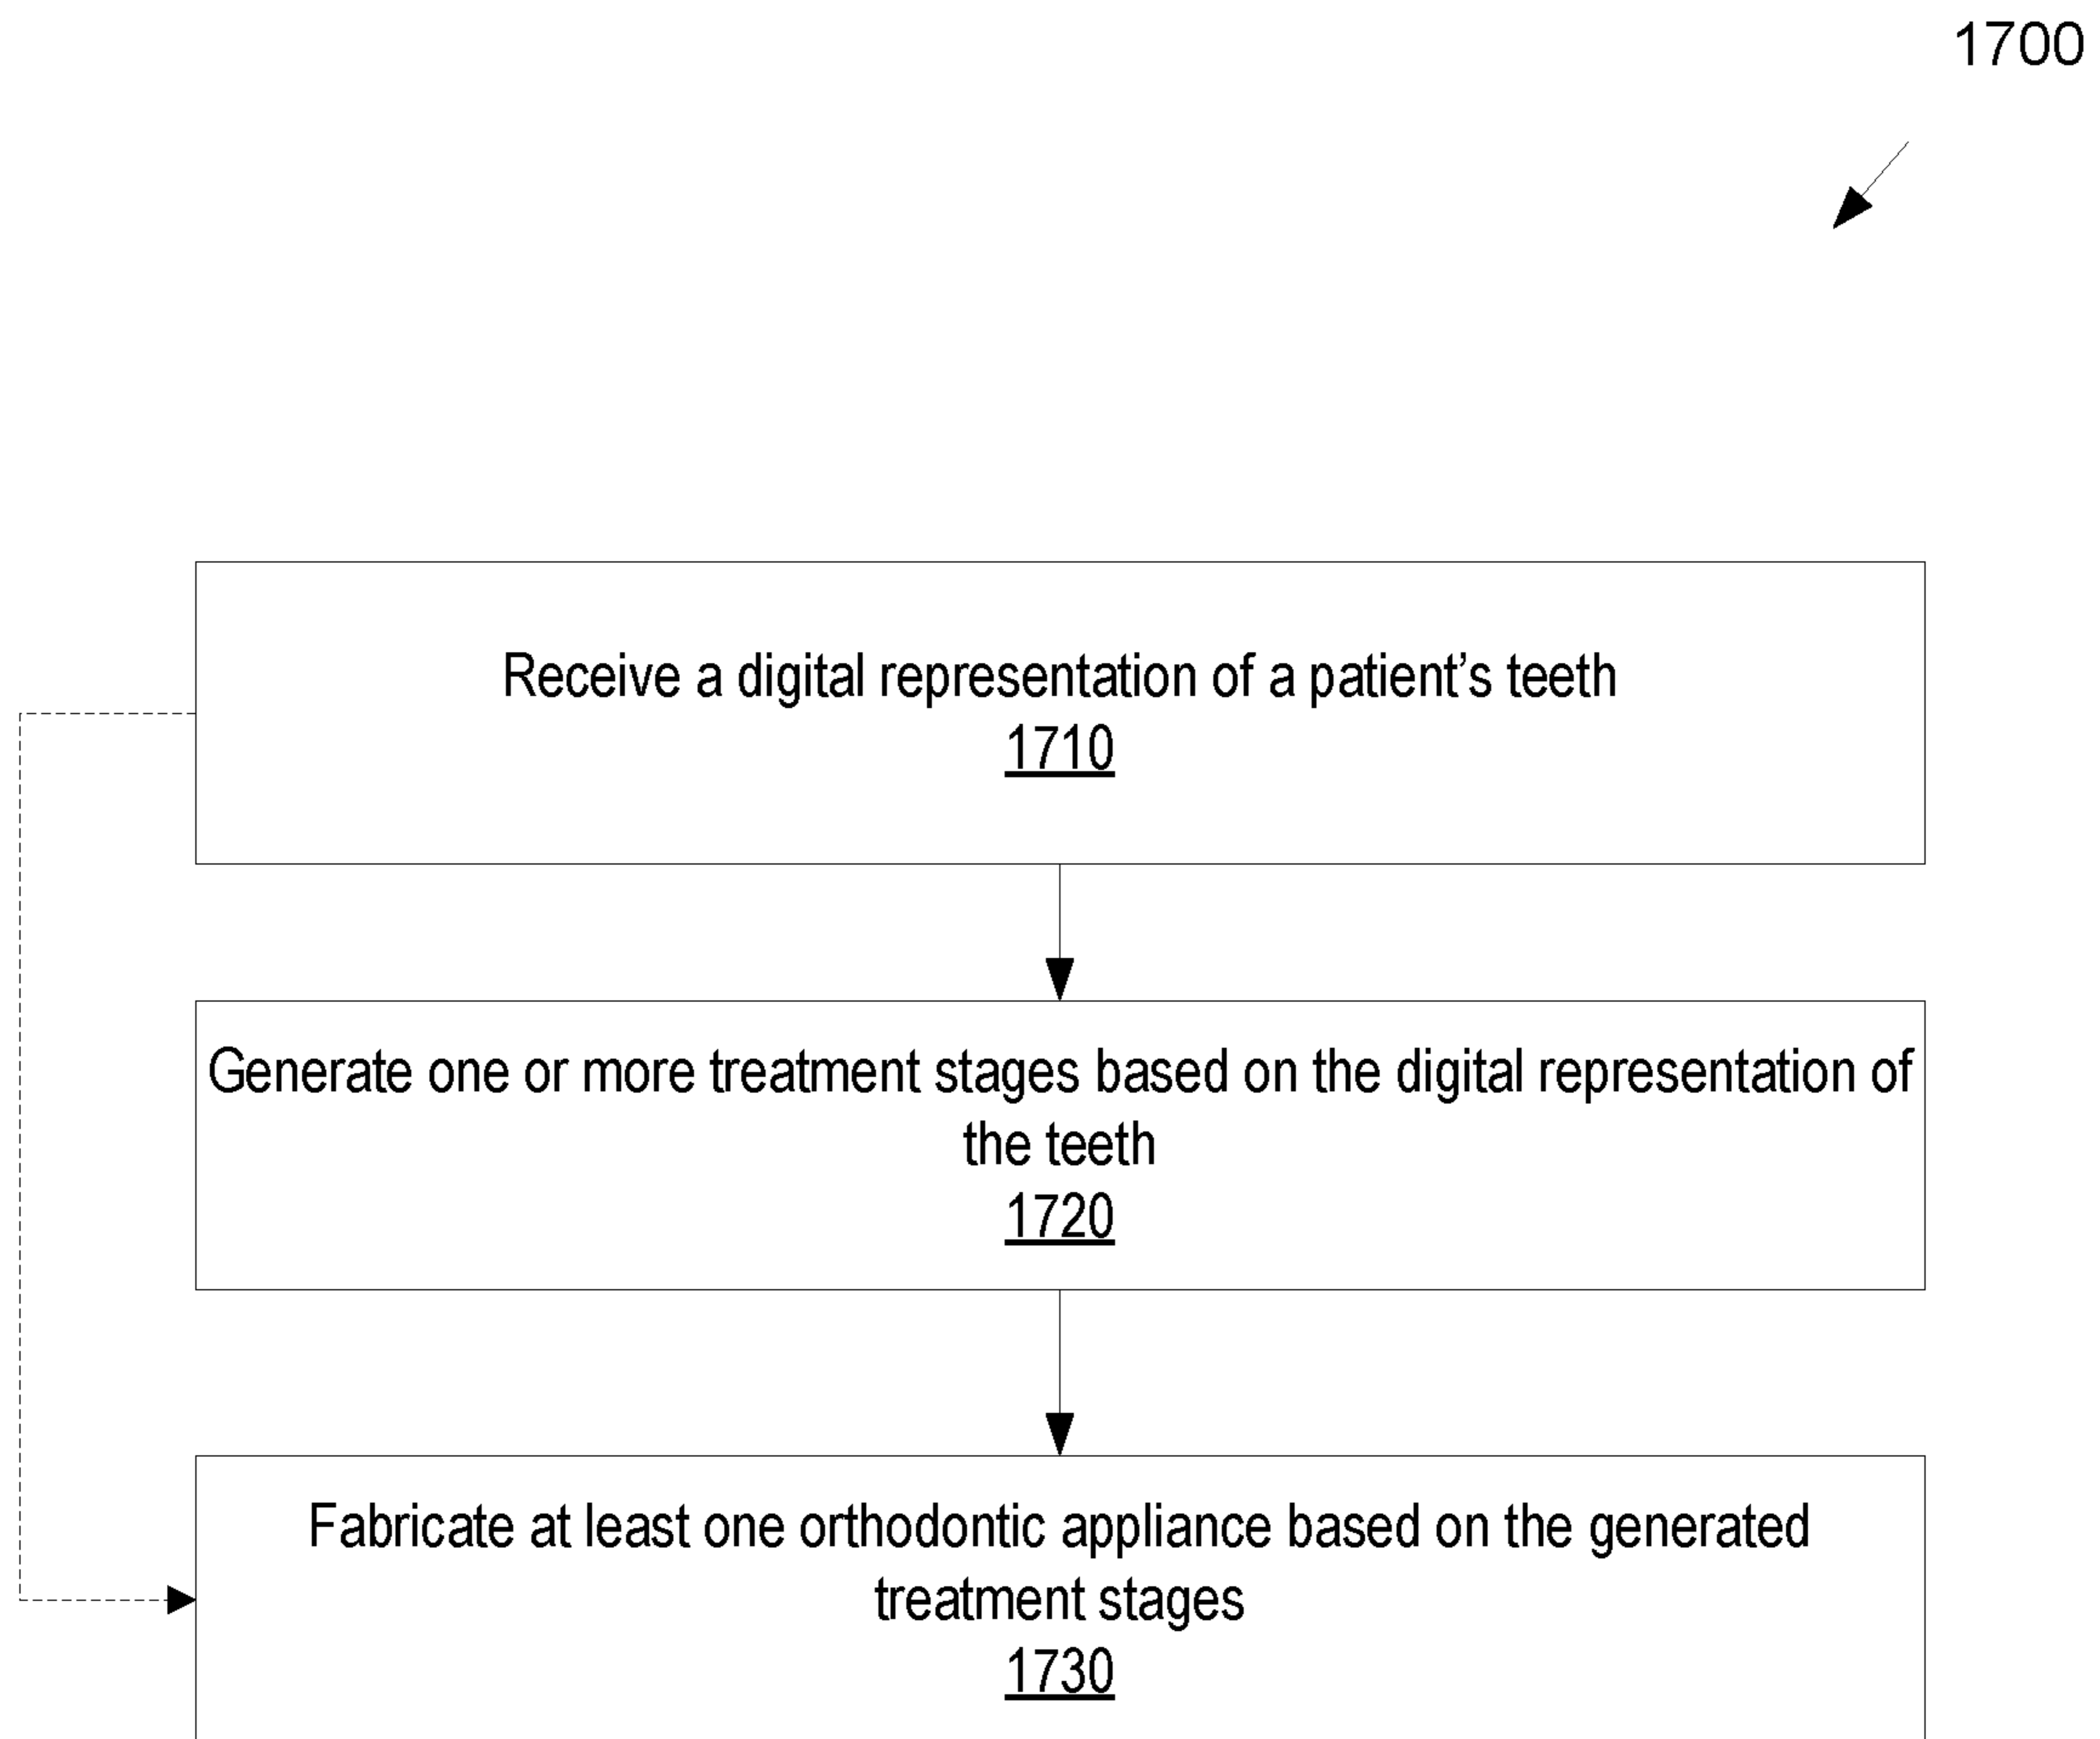 1700
Receive a digital representation of a patient’s teeth
1710
Generate one or more treatment stages based on the digital representation of
the teeth
1720
Fabricate at least one orthodontic appliance based on the generated
treatment stages
1730